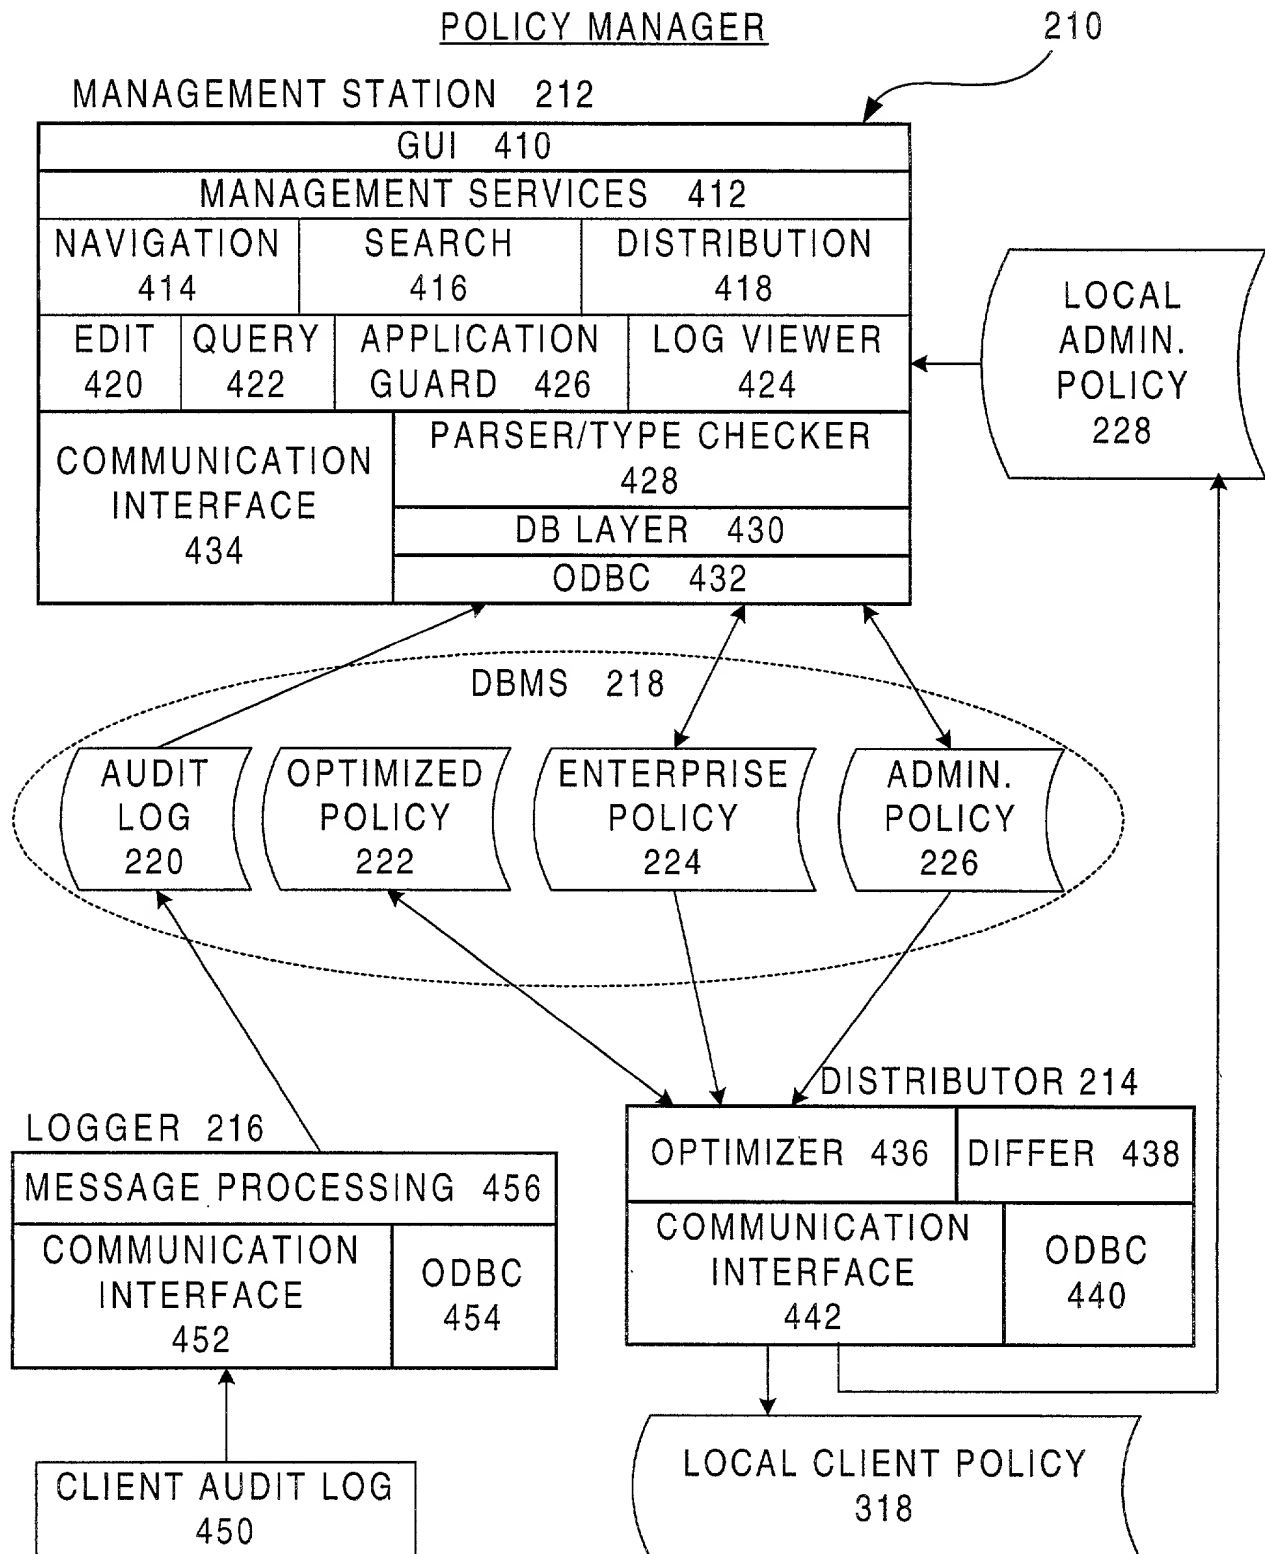 POLICY MANAGER
210
MANAGEMENT STATION 212
GUI 410
MANAGEMENT SERVICES 412
NAVIGATION
414
SEARCH
416
DISTRIBUTION
418
EDIT
420
QUERY
422
APPLICATION
GUARD 426
LOG VIEWER
424
COMMUNICATION
INTERFACE
434
PARSER/TYPE CHECKER
428
DB LAYER 430
ODBC 432
LOCAL
ADMIN.
POLICY
228
DBMS 218
AUDIT
LOG
220
OPTIMIZED
POLICY
222
ENTERPRISE
POLICY
224
ADMIN.
POLICY
226
LOGGER 216
MESSAGE PROCESSING 456
COMMUNICATION
INTERFACE
452
ODBC
454
CLIENT AUDIT LOG
450
DISTRIBUTOR 214
OPTIMIZER 436
DIFFER 438
COMMUNICATION
INTERFACE
442
ODBC
440
LOCAL CLIENT POLICY
318